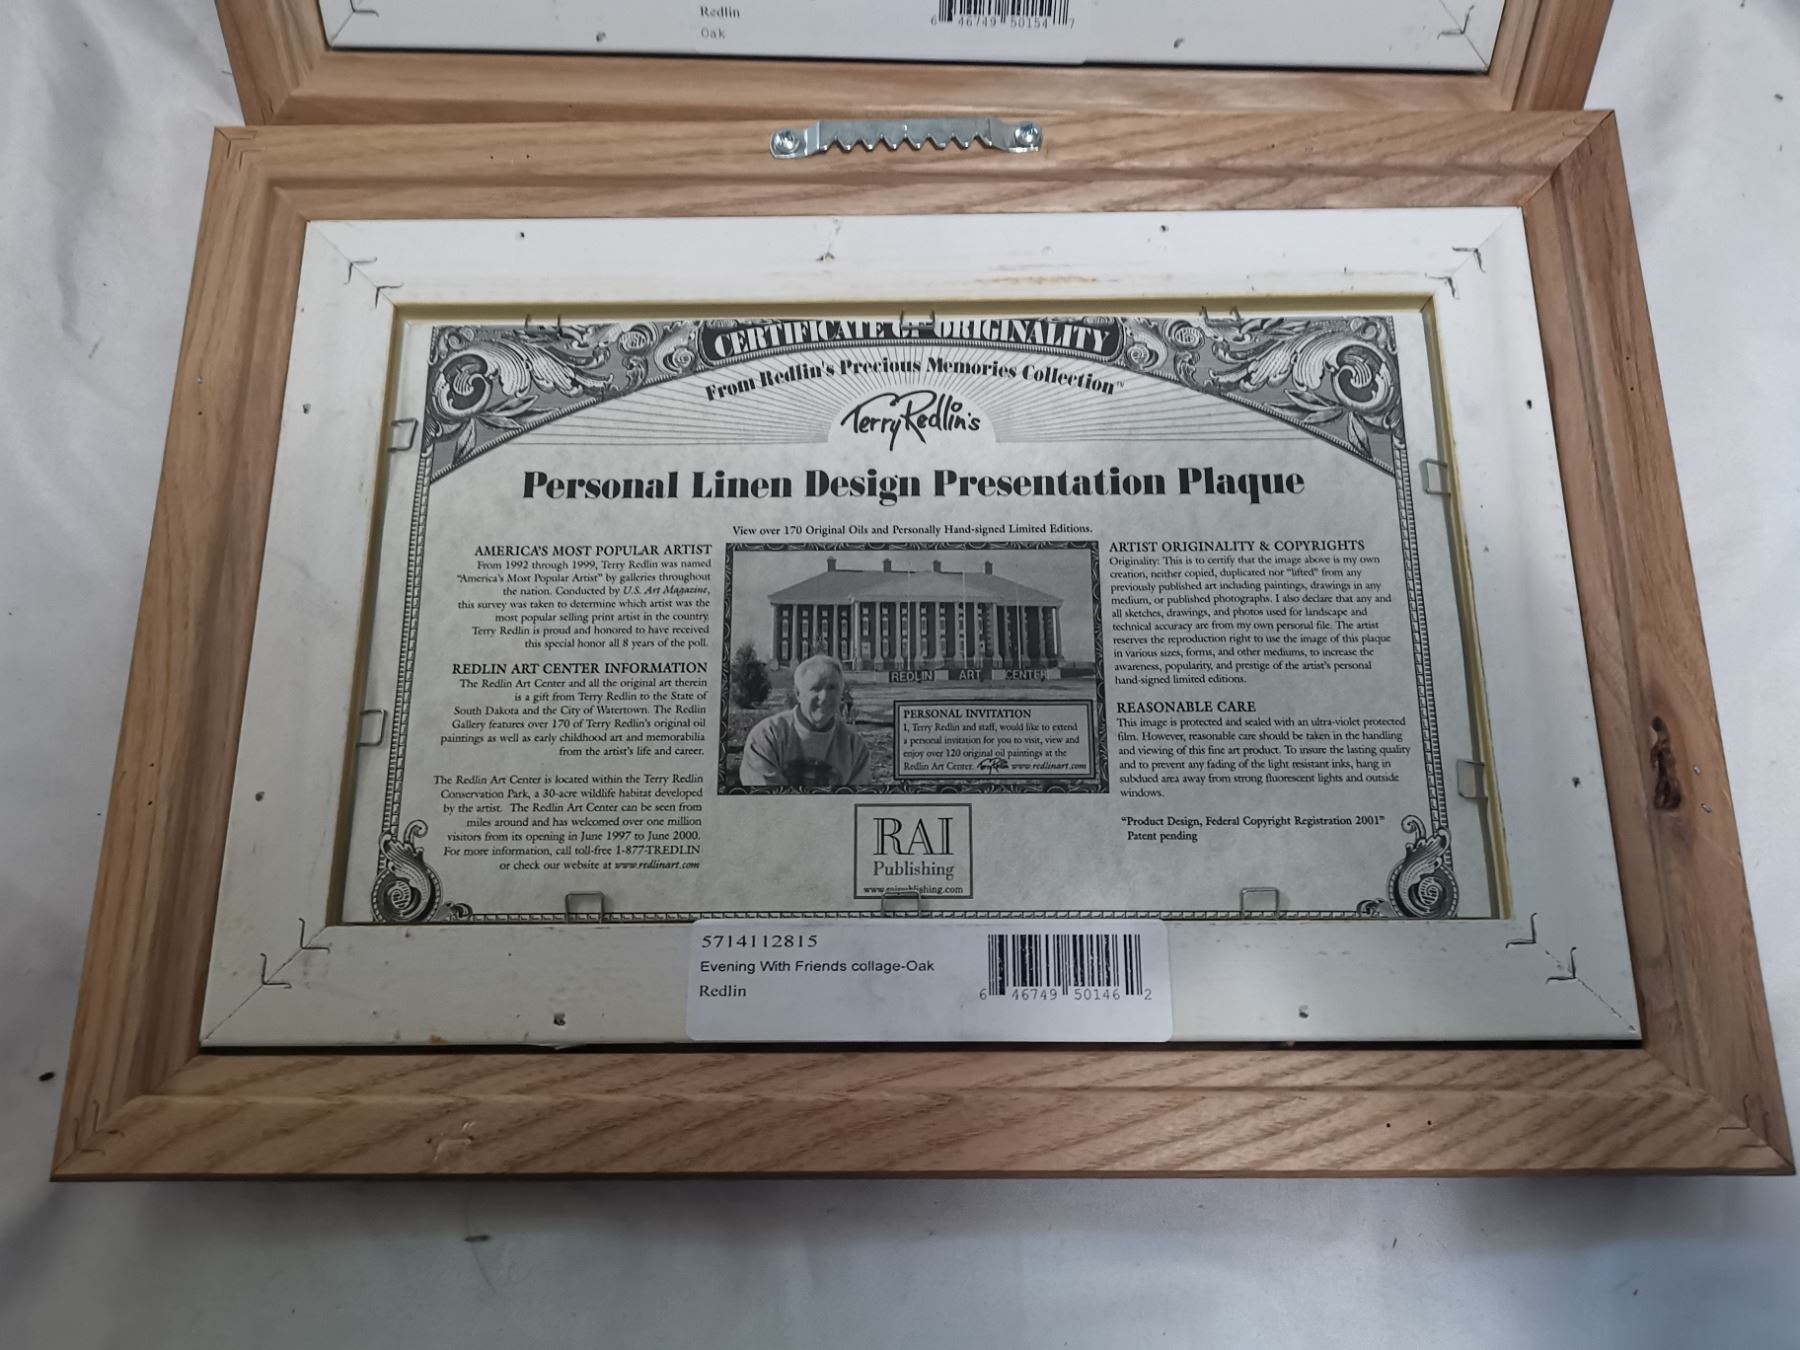 Redlin
Oak
6 46749 50154 7
CERTIFICATE OF ORIGINALITY
From Redlin's Precious Memories Collection™
Terry Redlin's
Personal Linen Design Presentation Plaque
View over 170 Original Oils and Personally Hand-signed Limited Editions.
AMERICA'S MOST POPULAR ARTIST
From 1992 through 1999, Terry Redlin was named
"America's Most Popular Artist" by galleries throughout
the nation. Conducted by U.S. Art Magazine,
this survey was taken to determine which artist was the
most popular selling print artist in the country.
Terry Redlin is proud and honored to have received
this special honor all 8 years of the poll.
REDLIN ART CENTER INFORMATION
The Redlin Art Center and all the original art therein
is a gift from Terry Redlin to the State of
South Dakota and the City of Watertown. The Redlin
Gallery features over 170 of Terry Redlin's original oil
paintings as well as early childhood art and memorabilia
from the artist's life and career.
The Redlin Art Center is located within the Terry Redlin
Conservation Park, a 30-acre wildlife habitat developed
by the artist. The Redlin Art Center can be seen from
miles around and has welcomed over one million
visitors from its opening in June 1997 to June 2000.
For more information, call toll-free 1-877-TREDLIN
or check our website at www.redlinart.com
REDLIN ART CENTER
PERSONAL INVITATION
I, Terry Redlin and staff, would like to extend
a personal invitation for you to visit, view and
enjoy over 120 original oil paintings at the
Redlin Art Center. Terry Redlin www.redlinart.com
RAI
Publishing
www.raipublishing.com
ARTIST ORIGINALITY & COPYRIGHTS
Originality: This is to certify that the image above is my own
creation, neither copied, duplicated nor "lifted" from any
previously published art including paintings, drawings in any
medium, or published photographs. I also declare that any and
all sketches, drawings, and photos used for landscape and
technical accuracy are from my own personal file. The artist
reserves the reproduction right to use the image of this plaque
in various sizes, forms, and other mediums, to increase the
awareness, popularity, and prestige of the artist's personal
hand-signed limited editions.
REASONABLE CARE
This image is protected and sealed with an ultra-violet protected
film. However, reasonable care should be taken in the handling
and viewing of this fine art product. To insure the lasting quality
and to prevent any fading of the light resistant inks, hang in
subdued area away from strong fluorescent lights and outside
windows.
"Product Design, Federal Copyright Registration 2001"
Patent pending
5714112815
Evening With Friends collage-Oak
Redlin
6 46749 50146 2